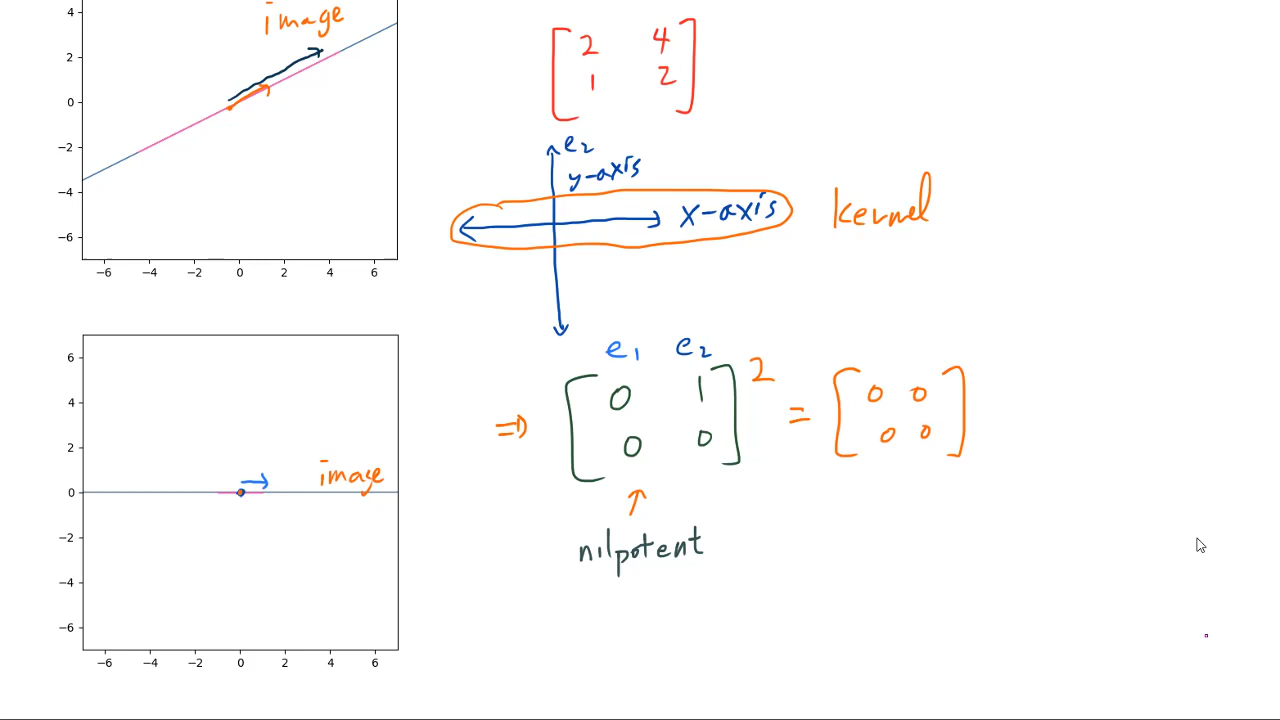 image
4
2
0
−2
−4
−6
−6 −4 −2 0 2 4 6
2 4
1 2
e2
y-axis
x-axis
kernel
e1 e2
6
4
2
0
−2
−4
−6
−6 −4 −2 0 2 4 6
image
⇒ [0 1
0 0]² = [0 0
0 0]
↑
nilpotent